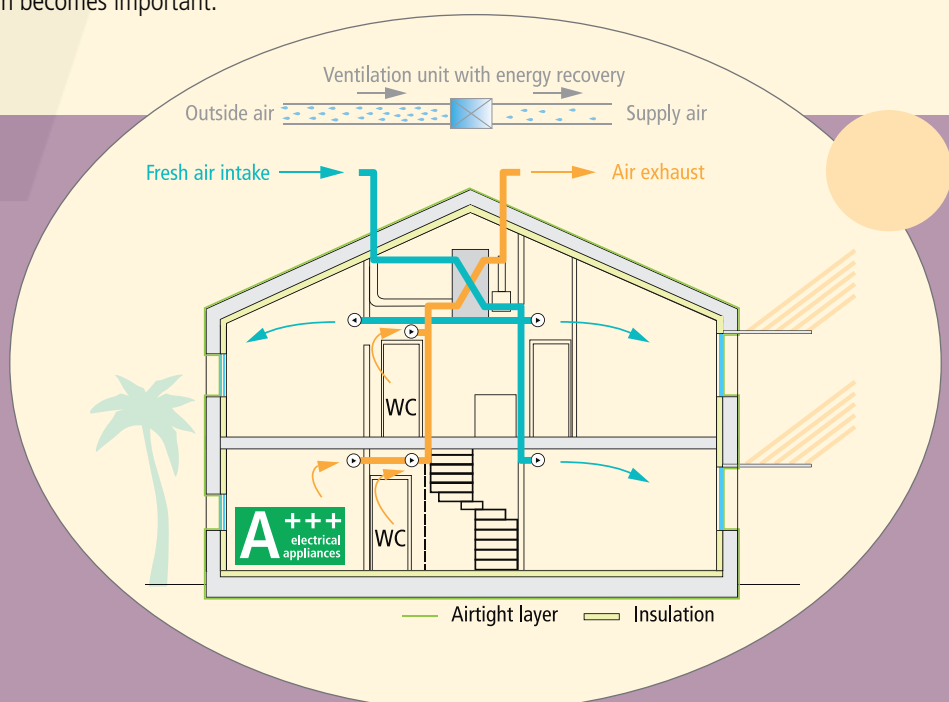 becomes important.
Ventilation unit with energy recovery
Outside air
Supply air
Fresh air intake
Air exhaust
WC
A+++
electrical
appliances
WC
Airtight layer
Insulation